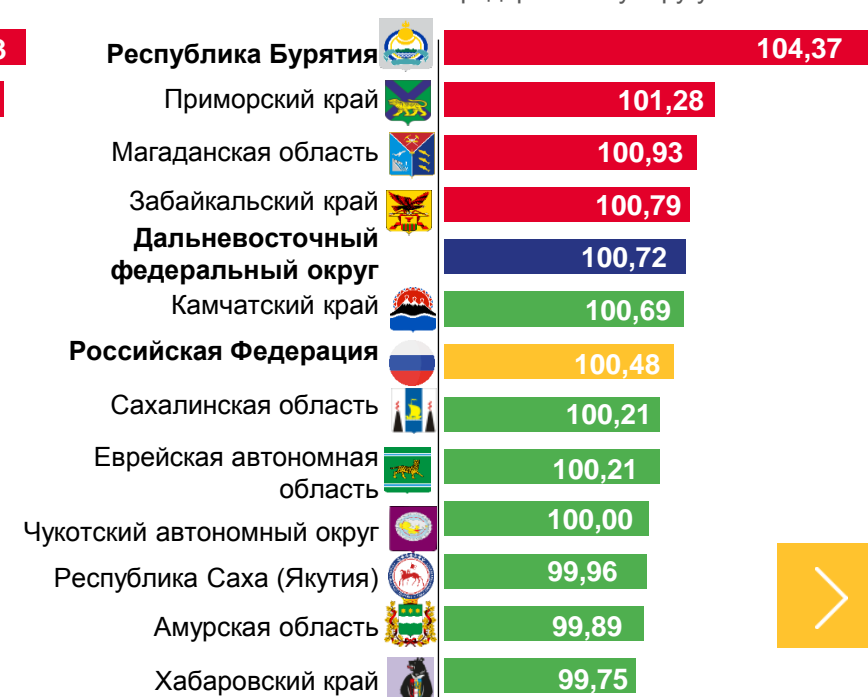 3
Республика Бурятия 104,37
Приморский край 101,28
Магаданская область 100,93
Забайкальский край 100,79
Дальневосточный
федеральный округ 100,72
Камчатский край 100,69
Российская Федерация 100,48
Сахалинская область 100,21
Еврейская автономная
область 100,21
Чукотский автономный округ 100,00
Республика Саха (Якутия) 99,96
Амурская область 99,89
Хабаровский край 99,75